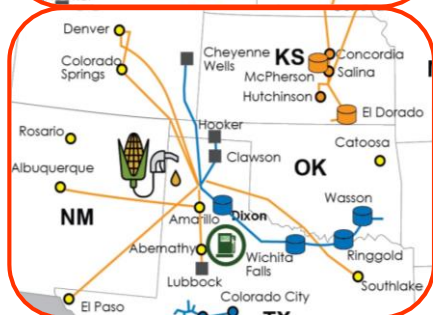 Denver
Colorado
Springs
Cheyenne
Wells
KS
Concordia
McPherson
Salina
Hutchinson
El Dorado
Hooker
Clawson
Rosario
Catoosa
OK
Albuquerque
Wasson
NM
Amarillo
Dixon
Abernathy
Wichita
Falls
Ringgold
Lubbock
Southlake
El Paso
Colorado City
TX